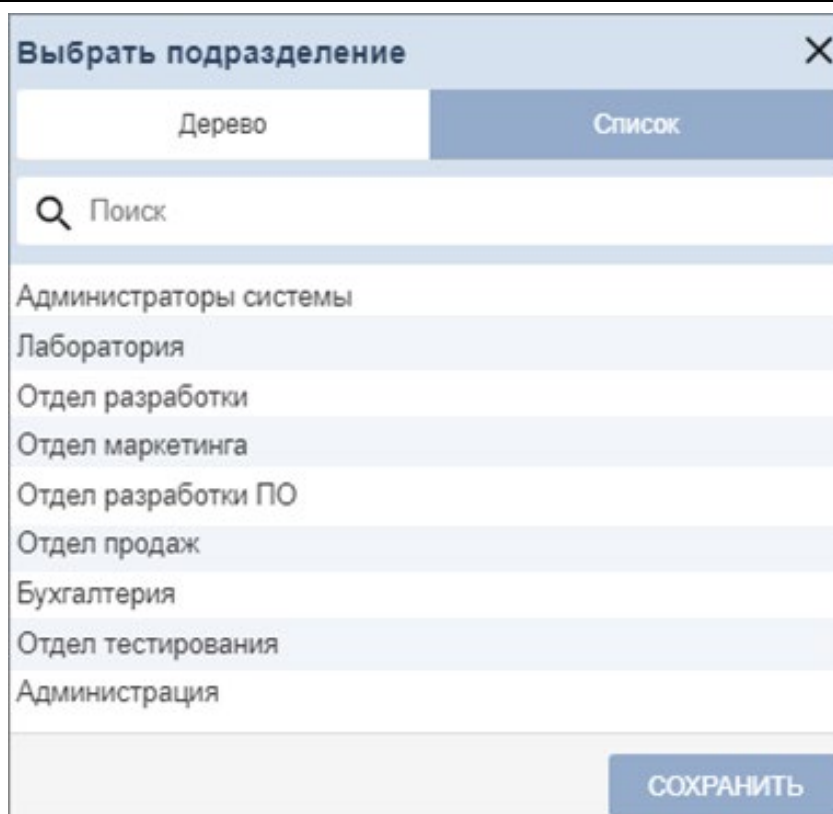 Выбрать подразделение
Дерево Список
Поиск
Администраторы системы
Лаборатория
Отдел разработки
Отдел маркетинга
Отдел разработки ПО
Отдел продаж
Бухгалтерия
Отдел тестирования
Администрация
СОХРАНИТЬ